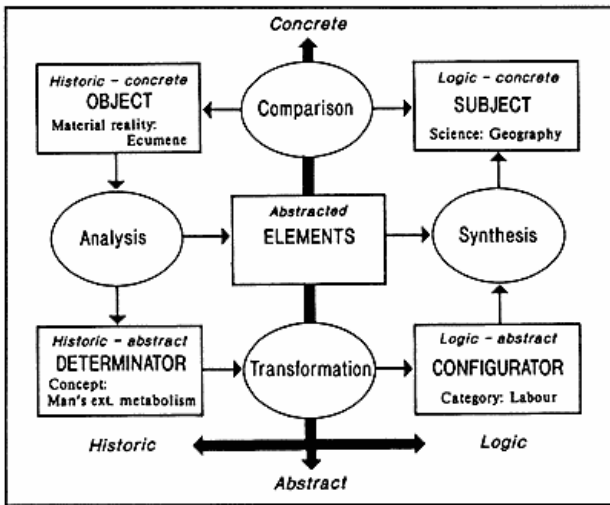 Concrete
Historic - concrete
OBJECT
Material reality:
Ecumene
Comparison
Logic - concrete
SUBJECT
Science: Geography
Analysis
Abstracted
ELEMENTS
Synthesis
Historic - abstract
DETERMINATOR
Concept:
Man's ext. metabolism
Transformation
Logic - abstract
CONFIGURATOR
Category: Labour
Historic
Logic
Abstract